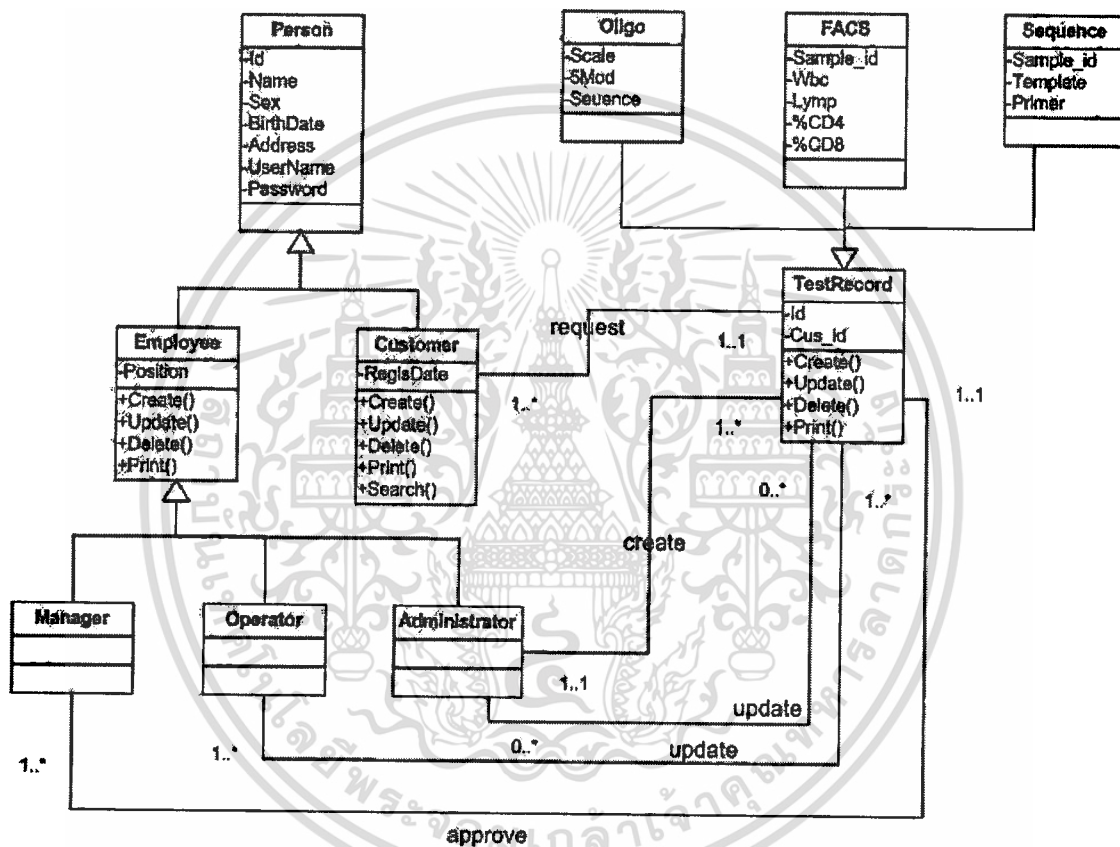 Person
-Id
-Name
-Sex
-BirthDate
-Address
-UserName
-Password
Oligo
-Scale
-5Mod
-Seuence
FACS
-Sample_id
-Wbc
-Lymp
-%CD4
-%CD8
Sequence
-Sample_id
-Template
-Primer
TestRecord
-Id
-Cus_id
+Create()
+Update()
+Delete()
+Print()
Employee
-Position
+Create()
+Update()
+Delete()
+Print()
Customer
-RegisDate
+Create()
+Update()
+Delete()
+Print()
+Search()
request
1..1
1..*
1..1
1..*
0..*
1..*
create
Manager
Operator
Administrator
1..1
update
1..*
1..*
0..*
update
approve